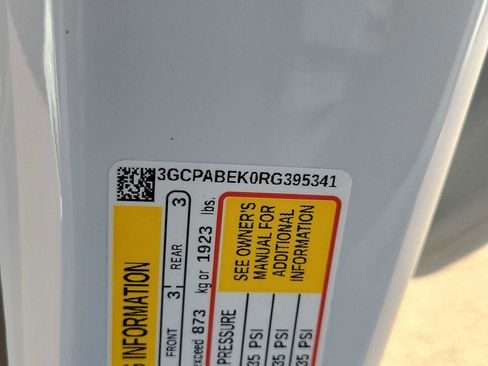 3GCPABEK0RG395341
G INFORMATION
FRONT 3 REAR 3
exceed 873 kg or 1923 lbs.
PRESSURE
SEE OWNER'S
MANUAL FOR
ADDITIONAL
INFORMATION
35 PSI
35 PSI
35 PSI